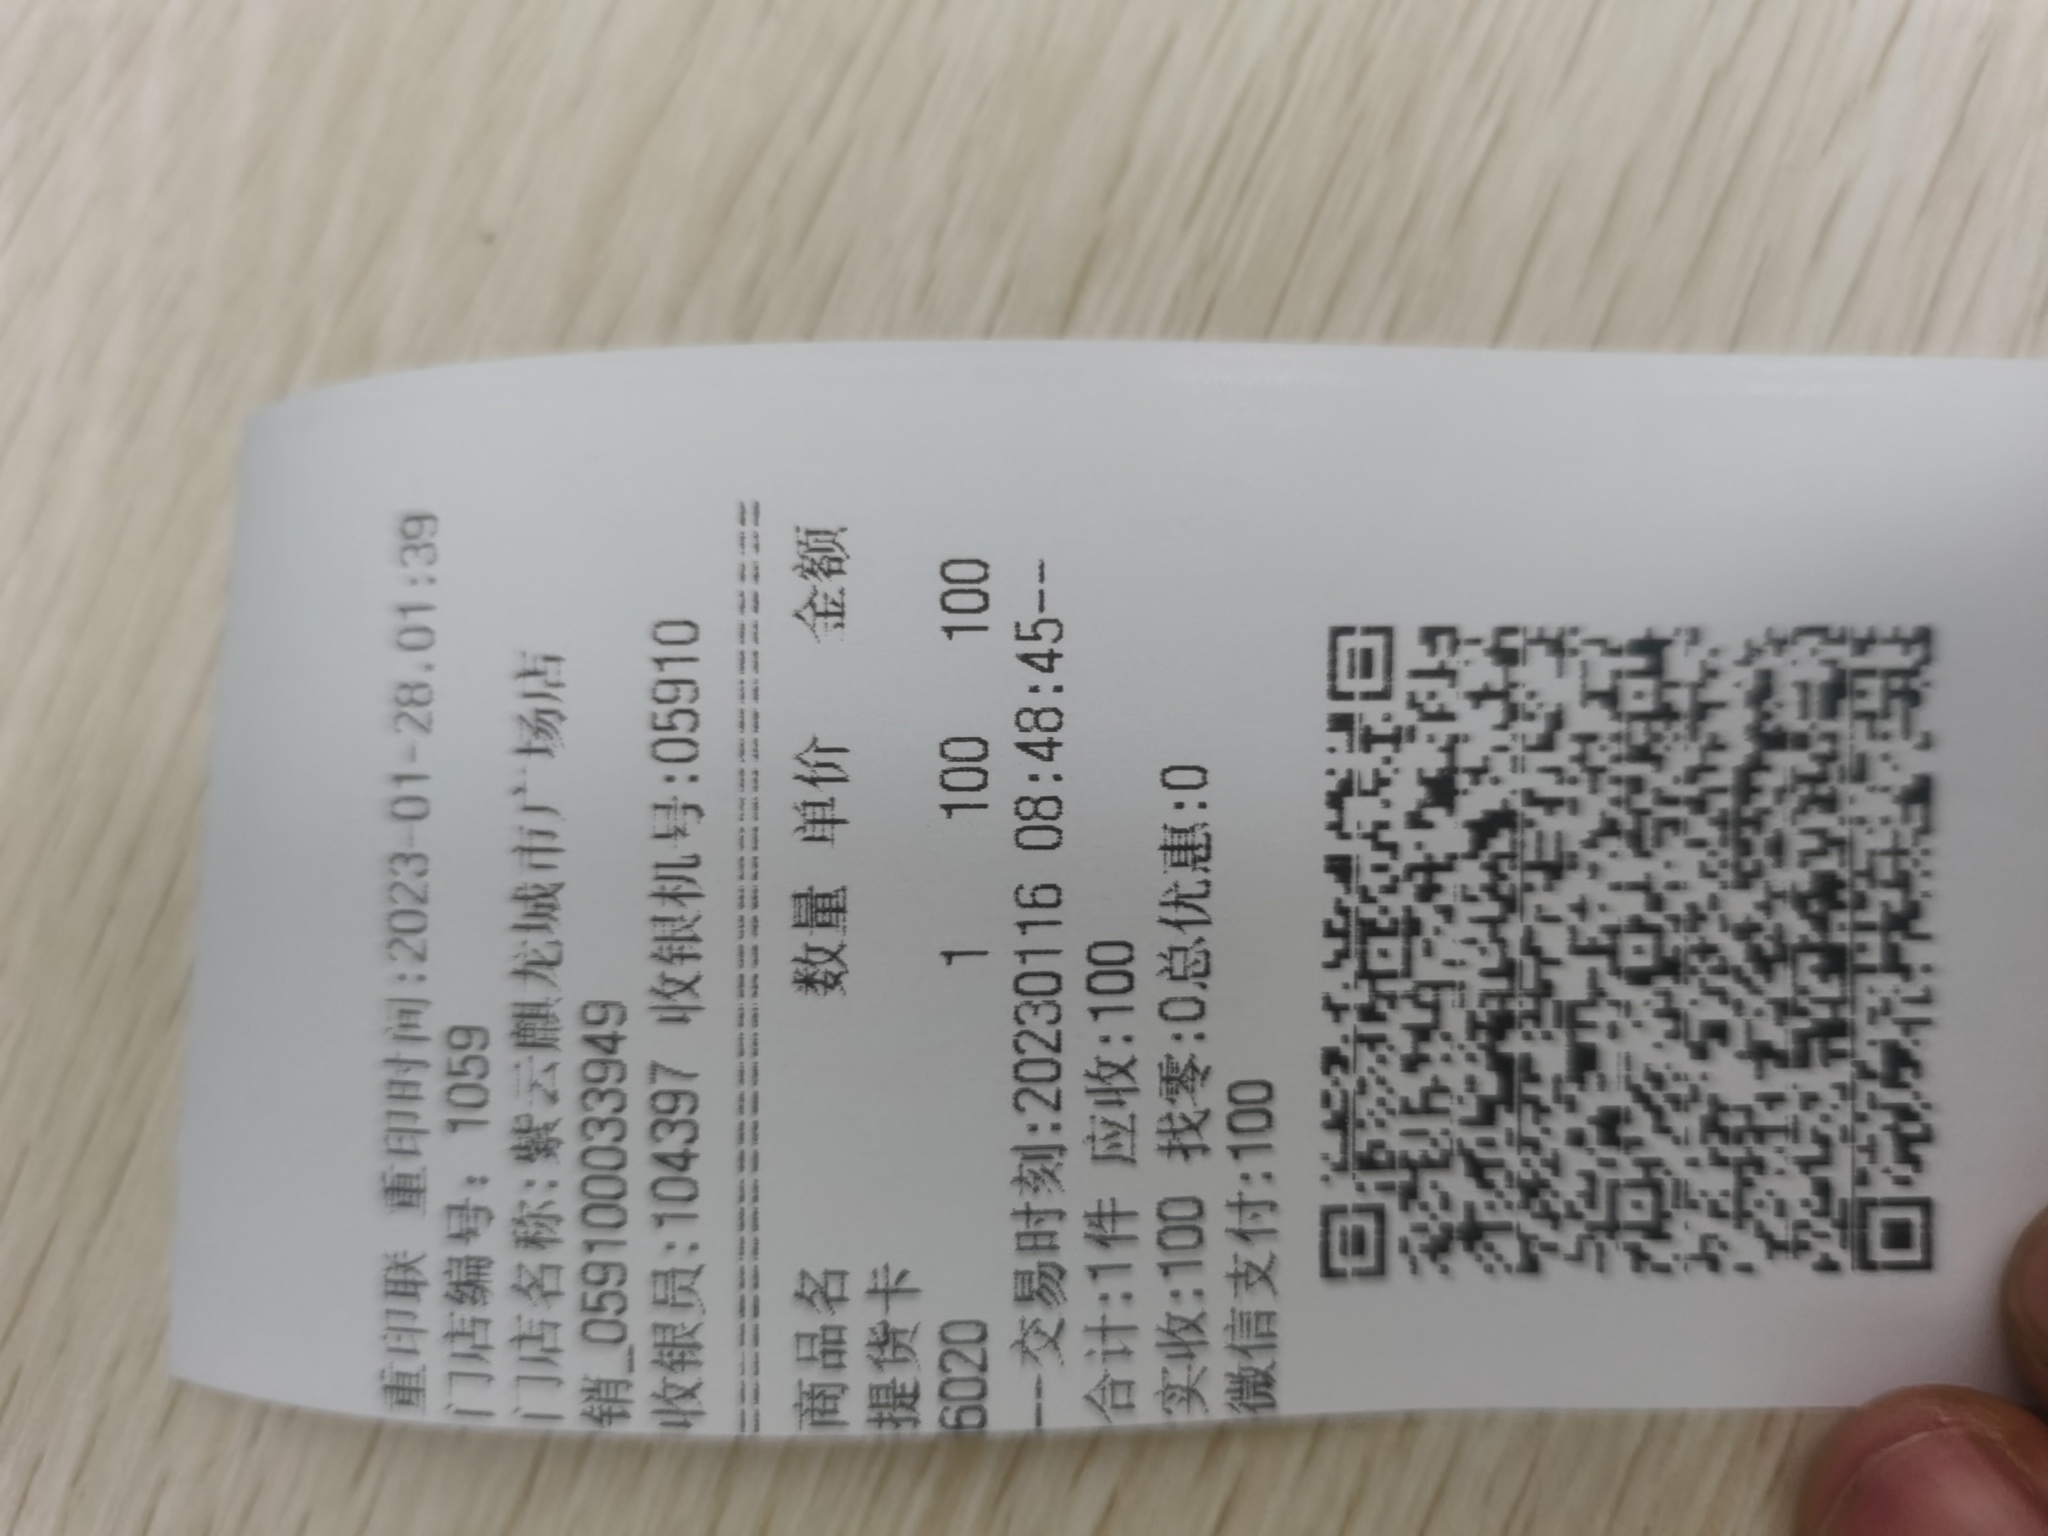 重印联 重印时间:2023-01-28.01:39
门店编号: 1059
门店名称:紫云麒龙城市广场店
销_05910003​39949
收银员:104397 收银机号:05910
================================
商品名 数量 单价 金额
提货卡
6020 1 100 100
--交易时刻:20230116 08:48:45--
合计:1件 应收:100
实收:100 找零:0总优惠:0
微信支付:100